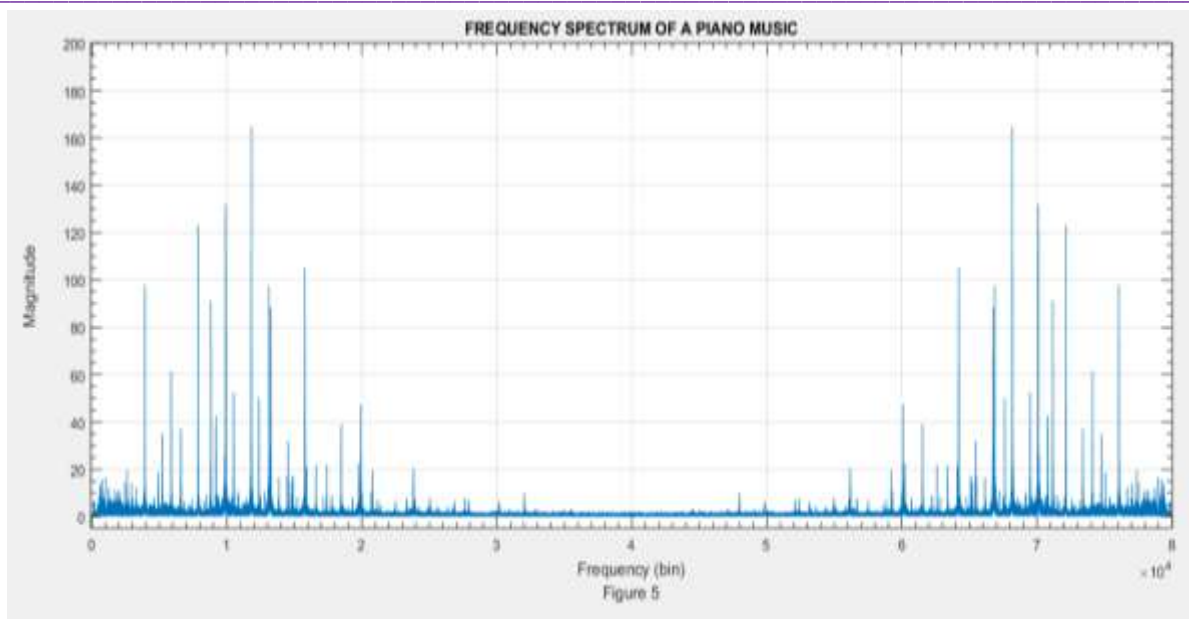 FREQUENCY SPECTRUM OF A PIANO MUSIC
200
180
160
140
120
100
80
60
40
20
0
Magnitude
0 1 2 3 4 5 6 7 8
Frequency (bin)
× 10⁴
Figure 5